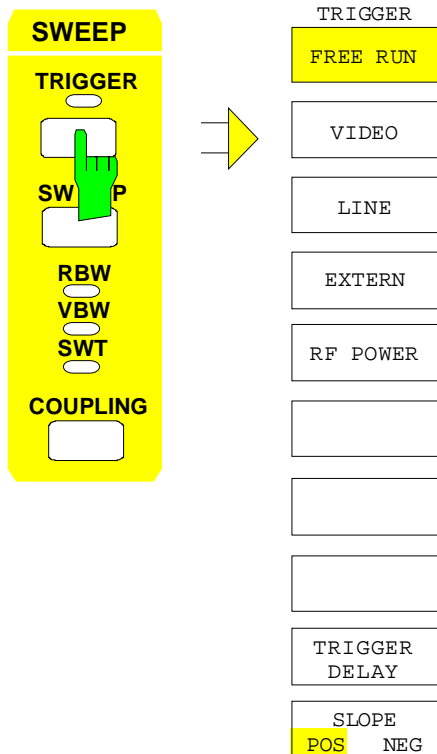 SWEEP
TRIGGER
SW P
RBW
VBW
SWT
COUPLING
TRIGGER
FREE RUN
VIDEO
LINE
EXTERN
RF POWER
TRIGGER
DELAY
SLOPE
POS NEG